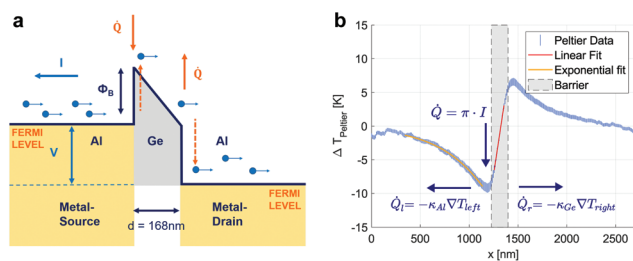 a
Q̇
I
Q̇
Φ_B
FERMI
LEVEL
Al
Ge
Al
V
FERMI
LEVEL
Metal-
Source
Metal-
Drain
d = 168nm
b
15
10
5
0
-5
-10
-15
Δ T_Peltier [K]
Peltier Data
Linear Fit
Exponential fit
Barrier
Q̇ = π · I
Q̇_l = −κ_Al ∇T_left
Q̇_r = −κ_Ge ∇T_right
0 500 1000 1500 2000 2500
x [nm]